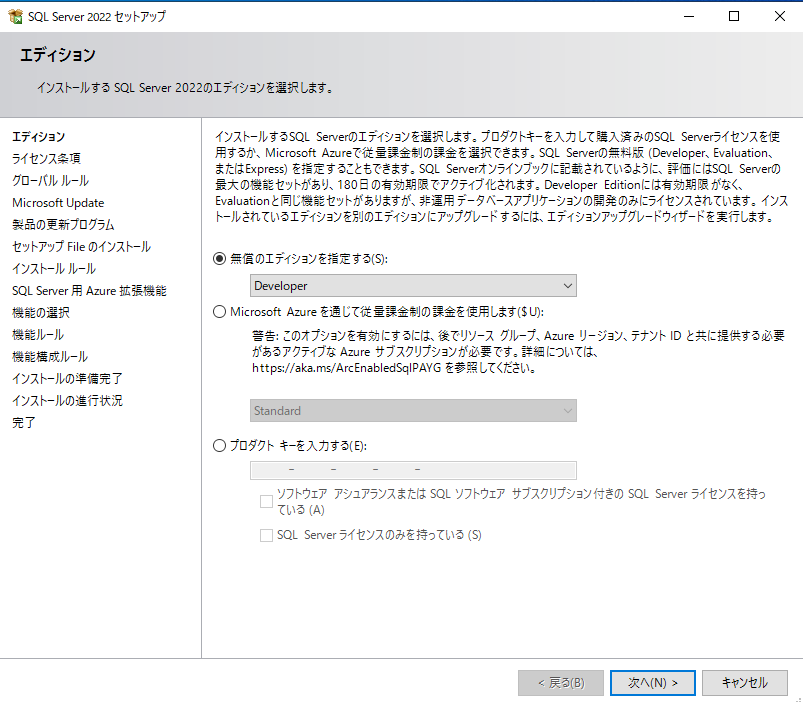 SQL Server 2022 セットアップ
エディション
インストールする SQL Server 2022のエディションを選択します。
エディション
ライセンス条項
グローバル ルール
Microsoft Update
製品の更新プログラム
セットアップ File のインストール
インストール ルール
SQL Server 用 Azure 拡張機能
機能の選択
機能ルール
機能構成ルール
インストールの準備完了
インストールの進行状況
完了
インストールするSQL Serverのエディションを選択します。プロダクトキーを入力して購入済みのSQL Serverライセンスを使
用するか、Microsoft Azureで従量課金制の課金を選択できます。SQL Serverの無料版 (Developer、Evaluation、
またはExpress) を指定することもできます。SQL Serverオンラインブックに記載されているように、評価にはSQL Serverの
最大の機能セットがあり、180日の有効期限でアクティブ化されます。Developer Editionには有効期限がなく、
Evaluationと同じ機能セットがありますが、非運用データベースアプリケーションの開発のみにライセンスされています。インス
トールされているエディションを別のエディションにアップグレードするには、エディションアップグレードウィザードを実行します。
無償のエディションを指定する(S):
Developer
Microsoft Azure を通じて従量課金制の課金を使用します($U):
警告: このオプションを有効にするには、後でリソース グループ、Azure リージョン、テナント ID と共に提供する必要
があるアクティブな Azure サブスクリプションが必要です。詳細については、
https://aka.ms/ArcEnabledSqlPAYG を参照してください。
Standard
プロダクト キーを入力する(E):
- - - -
ソフトウェア アシュアランスまたは SQL ソフトウェア サブスクリプション付きの SQL Server ライセンスを持っ
ている (A)
SQL Server ライセンスのみを持っている (S)
< 戻る(B) 次へ(N) > キャンセル